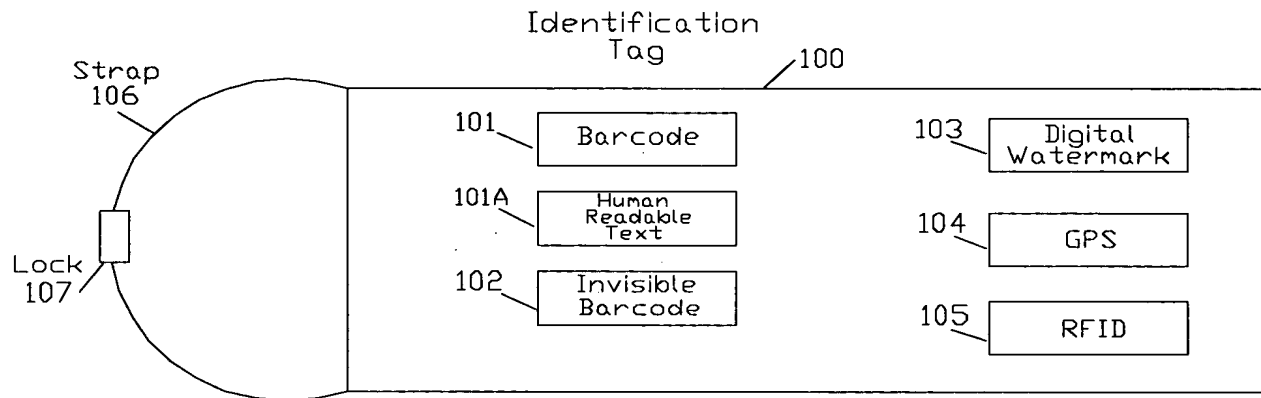 Identification
Tag
100
Strap
106
101
Barcode
101A
Human
Readable
Text
102
Invisible
Barcode
Lock
107
103
Digital
Watermark
104
GPS
105
RFID